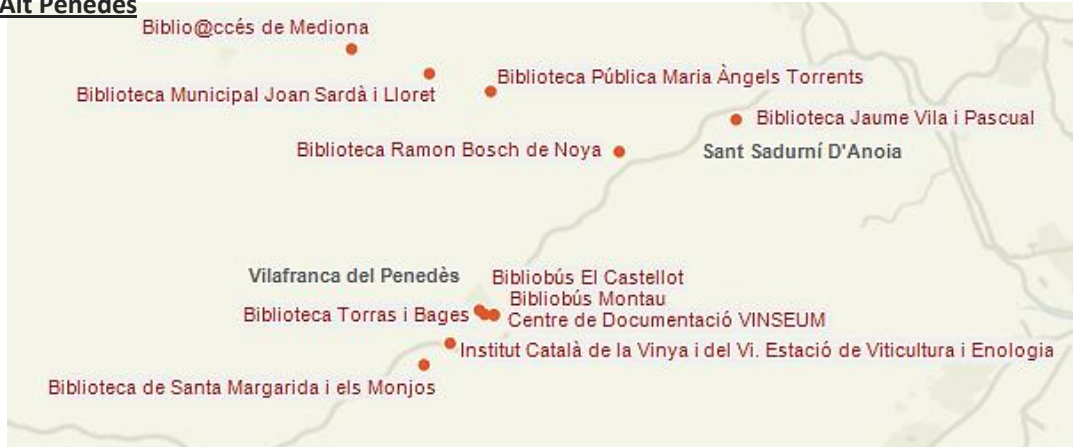 Alt Penedès
Biblio@ccés de Mediona
Biblioteca Pública Maria Àngels Torrents
Biblioteca Municipal Joan Sardà i Lloret
Biblioteca Jaume Vila i Pascual
Biblioteca Ramon Bosch de Noya
Sant Sadurní D'Anoia
Vilafranca del Penedès
Bibliobús El Castellot
Bibliobús Montau
Biblioteca Torras i Bages
Centre de Documentació VINSEUM
Institut Català de la Vinya i del Vi. Estació de Viticultura i Enologia
Biblioteca de Santa Margarida i els Monjos